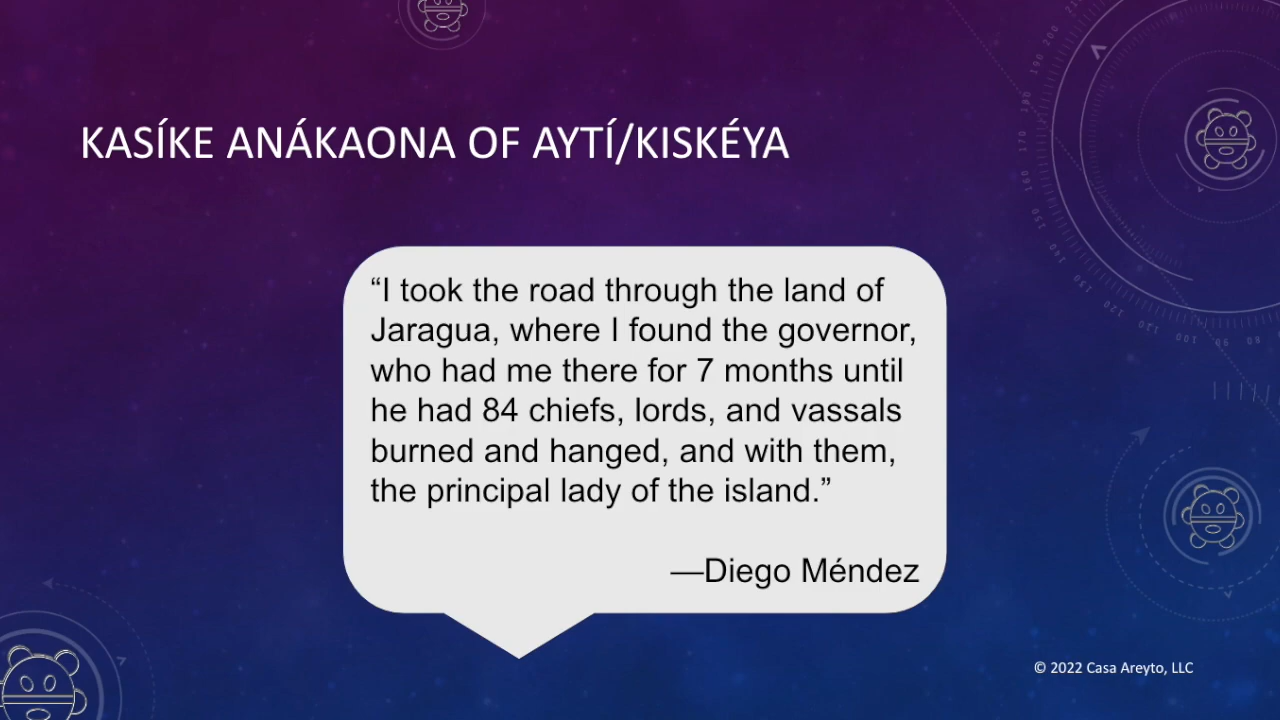 KASÍKE ANÁKAONA OF AYTÍ/KISKÉYA
“I took the road through the land of
Jaragua, where I found the governor,
who had me there for 7 months until
he had 84 chiefs, lords, and vassals
burned and hanged, and with them,
the principal lady of the island.”
—Diego Méndez
© 2022 Casa Areyto, LLC